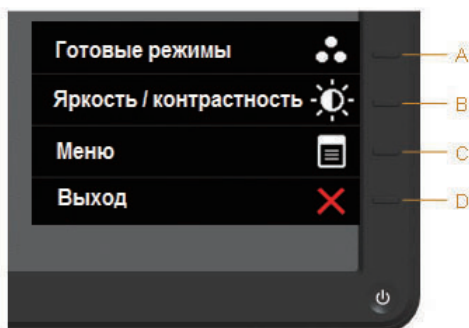 Готовые режимы A
Яркость / контрастность B
Меню C
Выход D